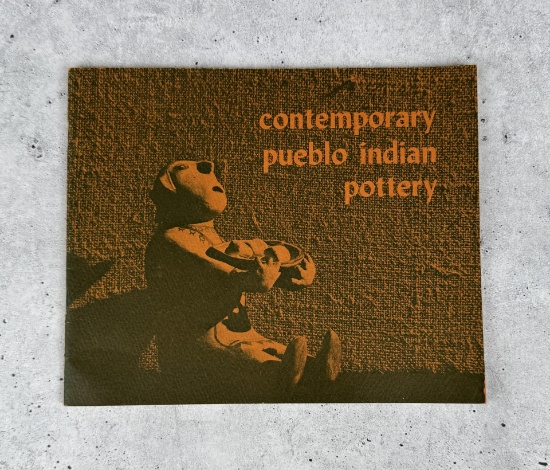 contemporary
pueblo indian
pottery